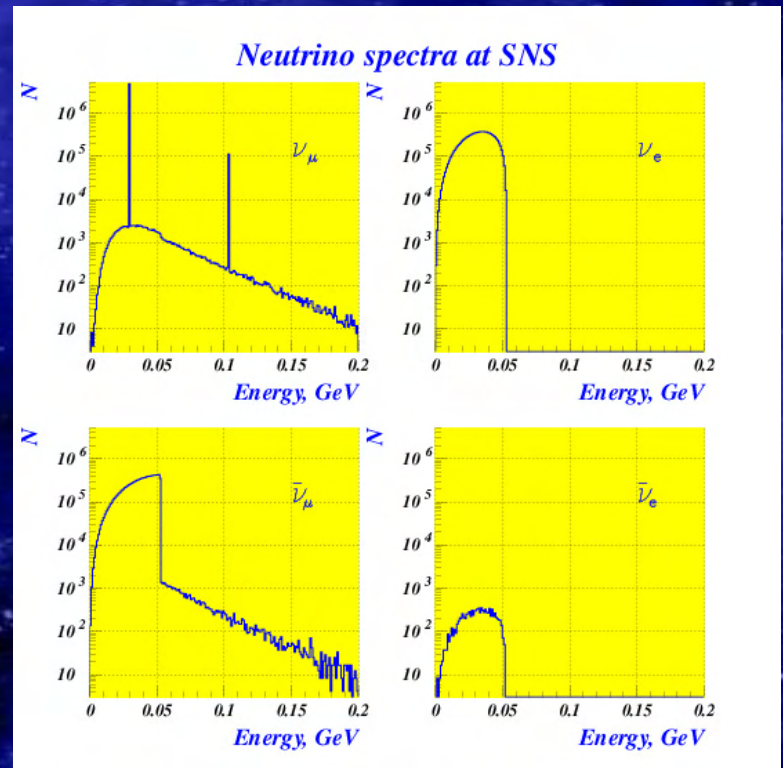 Neutrino spectra at SNS
N
10⁶
10⁵
10⁴
10³
10²
10
ν_μ
0 0.05 0.1 0.15 0.2
Energy, GeV
N
10⁶
10⁵
10⁴
10³
10²
10
ν_e
0 0.05 0.1 0.15 0.2
Energy, GeV
N
10⁶
10⁵
10⁴
10³
10²
10
ν̄_μ
0 0.05 0.1 0.15 0.2
Energy, GeV
N
10⁶
10⁵
10⁴
10³
10²
10
ν̄_e
0 0.05 0.1 0.15 0.2
Energy, GeV